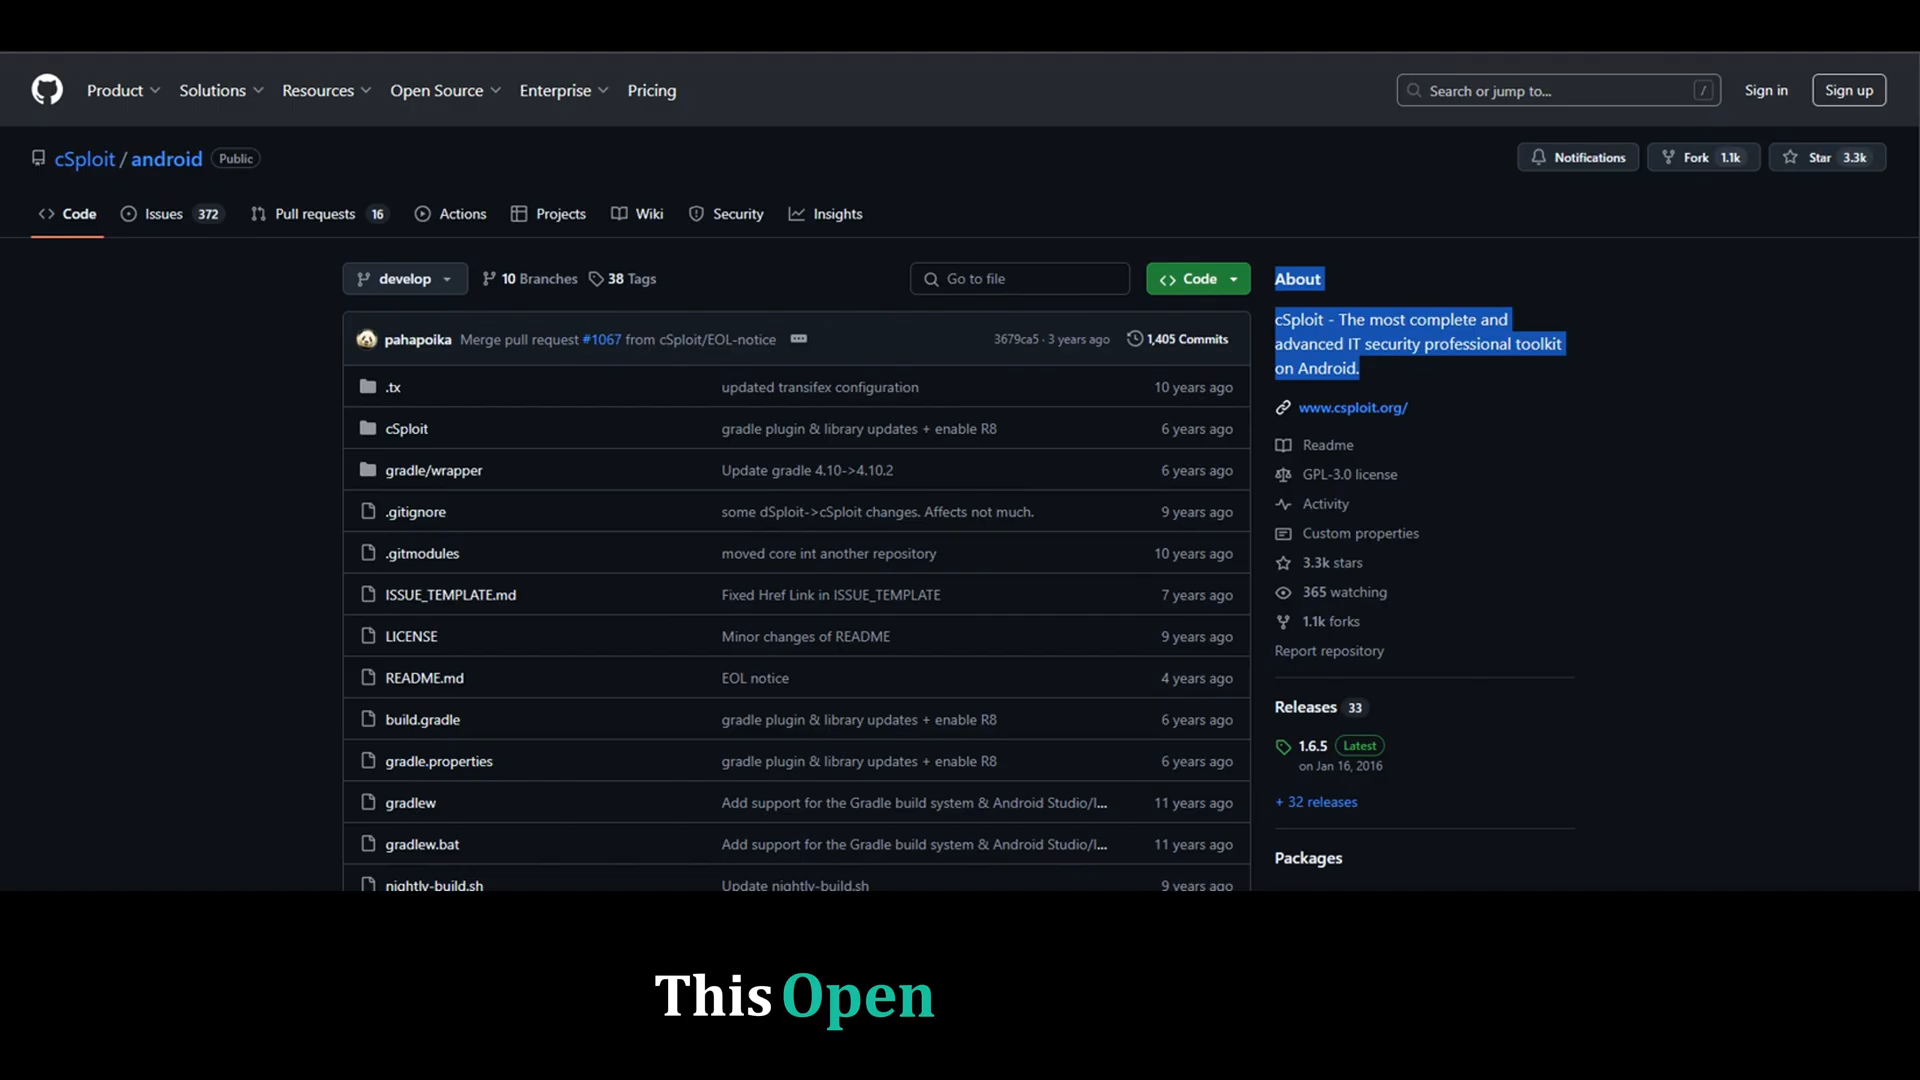 Product Solutions Resources Open Source Enterprise Pricing Search or jump to... / Sign in Sign up
cSploit / android Public Notifications Fork 1.1k Star 3.3k
Code Issues 372 Pull requests 16 Actions Projects Wiki Security Insights
develop 10 Branches 38 Tags Go to file Code
pahapoika Merge pull request #1067 from cSploit/EOL-notice 3679ca5 · 3 years ago 1,405 Commits
.tx updated transifex configuration 10 years ago
cSploit gradle plugin & library updates + enable R8 6 years ago
gradle/wrapper Update gradle 4.10->4.10.2 6 years ago
.gitignore some dSploit->cSploit changes. Affects not much. 9 years ago
.gitmodules moved core int another repository 10 years ago
ISSUE_TEMPLATE.md Fixed Href Link in ISSUE_TEMPLATE 7 years ago
LICENSE Minor changes of README 9 years ago
README.md EOL notice 4 years ago
build.gradle gradle plugin & library updates + enable R8 6 years ago
gradle.properties gradle plugin & library updates + enable R8 6 years ago
gradlew Add support for the Gradle build system & Android Studio/I... 11 years ago
gradlew.bat Add support for the Gradle build system & Android Studio/I... 11 years ago
nightly-build.sh Update nightly-build.sh 9 years ago
About
cSploit - The most complete and
advanced IT security professional toolkit
on Android.
www.csploit.org/
Readme
GPL-3.0 license
Activity
Custom properties
3.3k stars
365 watching
1.1k forks
Report repository
Releases 33
1.6.5 Latest
on Jan 16, 2016
+ 32 releases
Packages
This Open